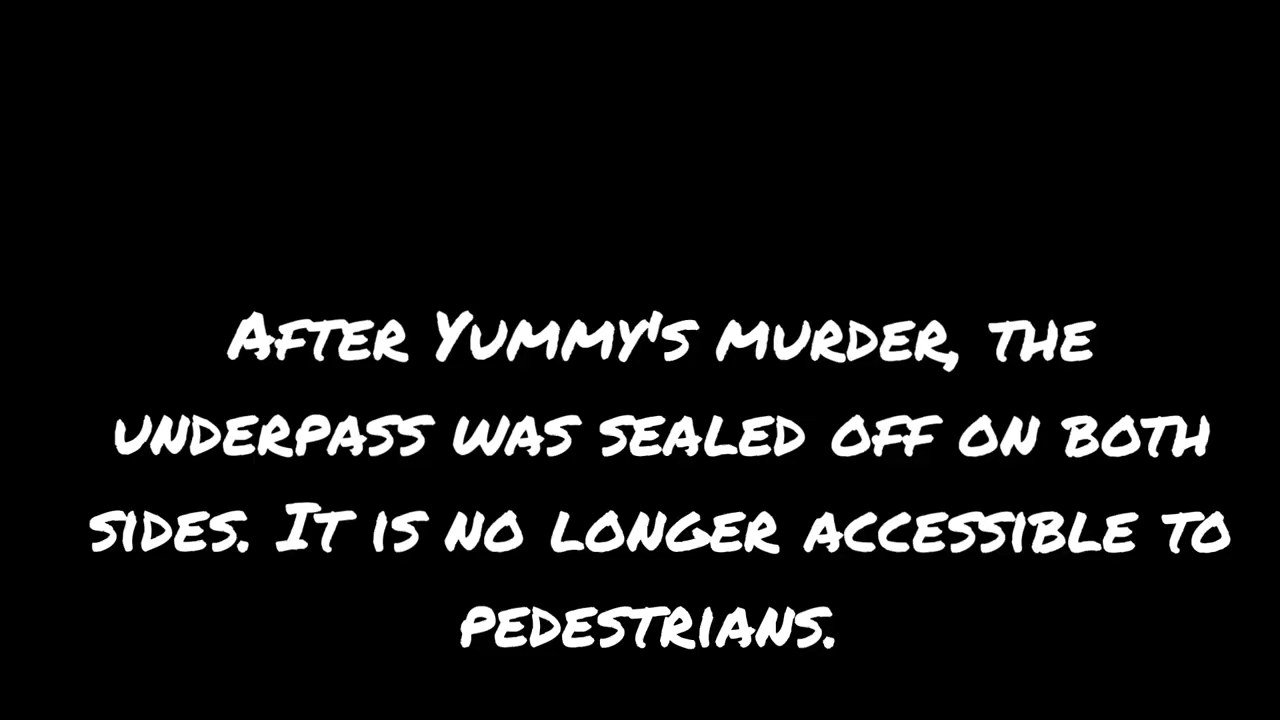 After Yummy's murder, the
underpass was sealed off on both
sides. It is no longer accessible to
pedestrians.